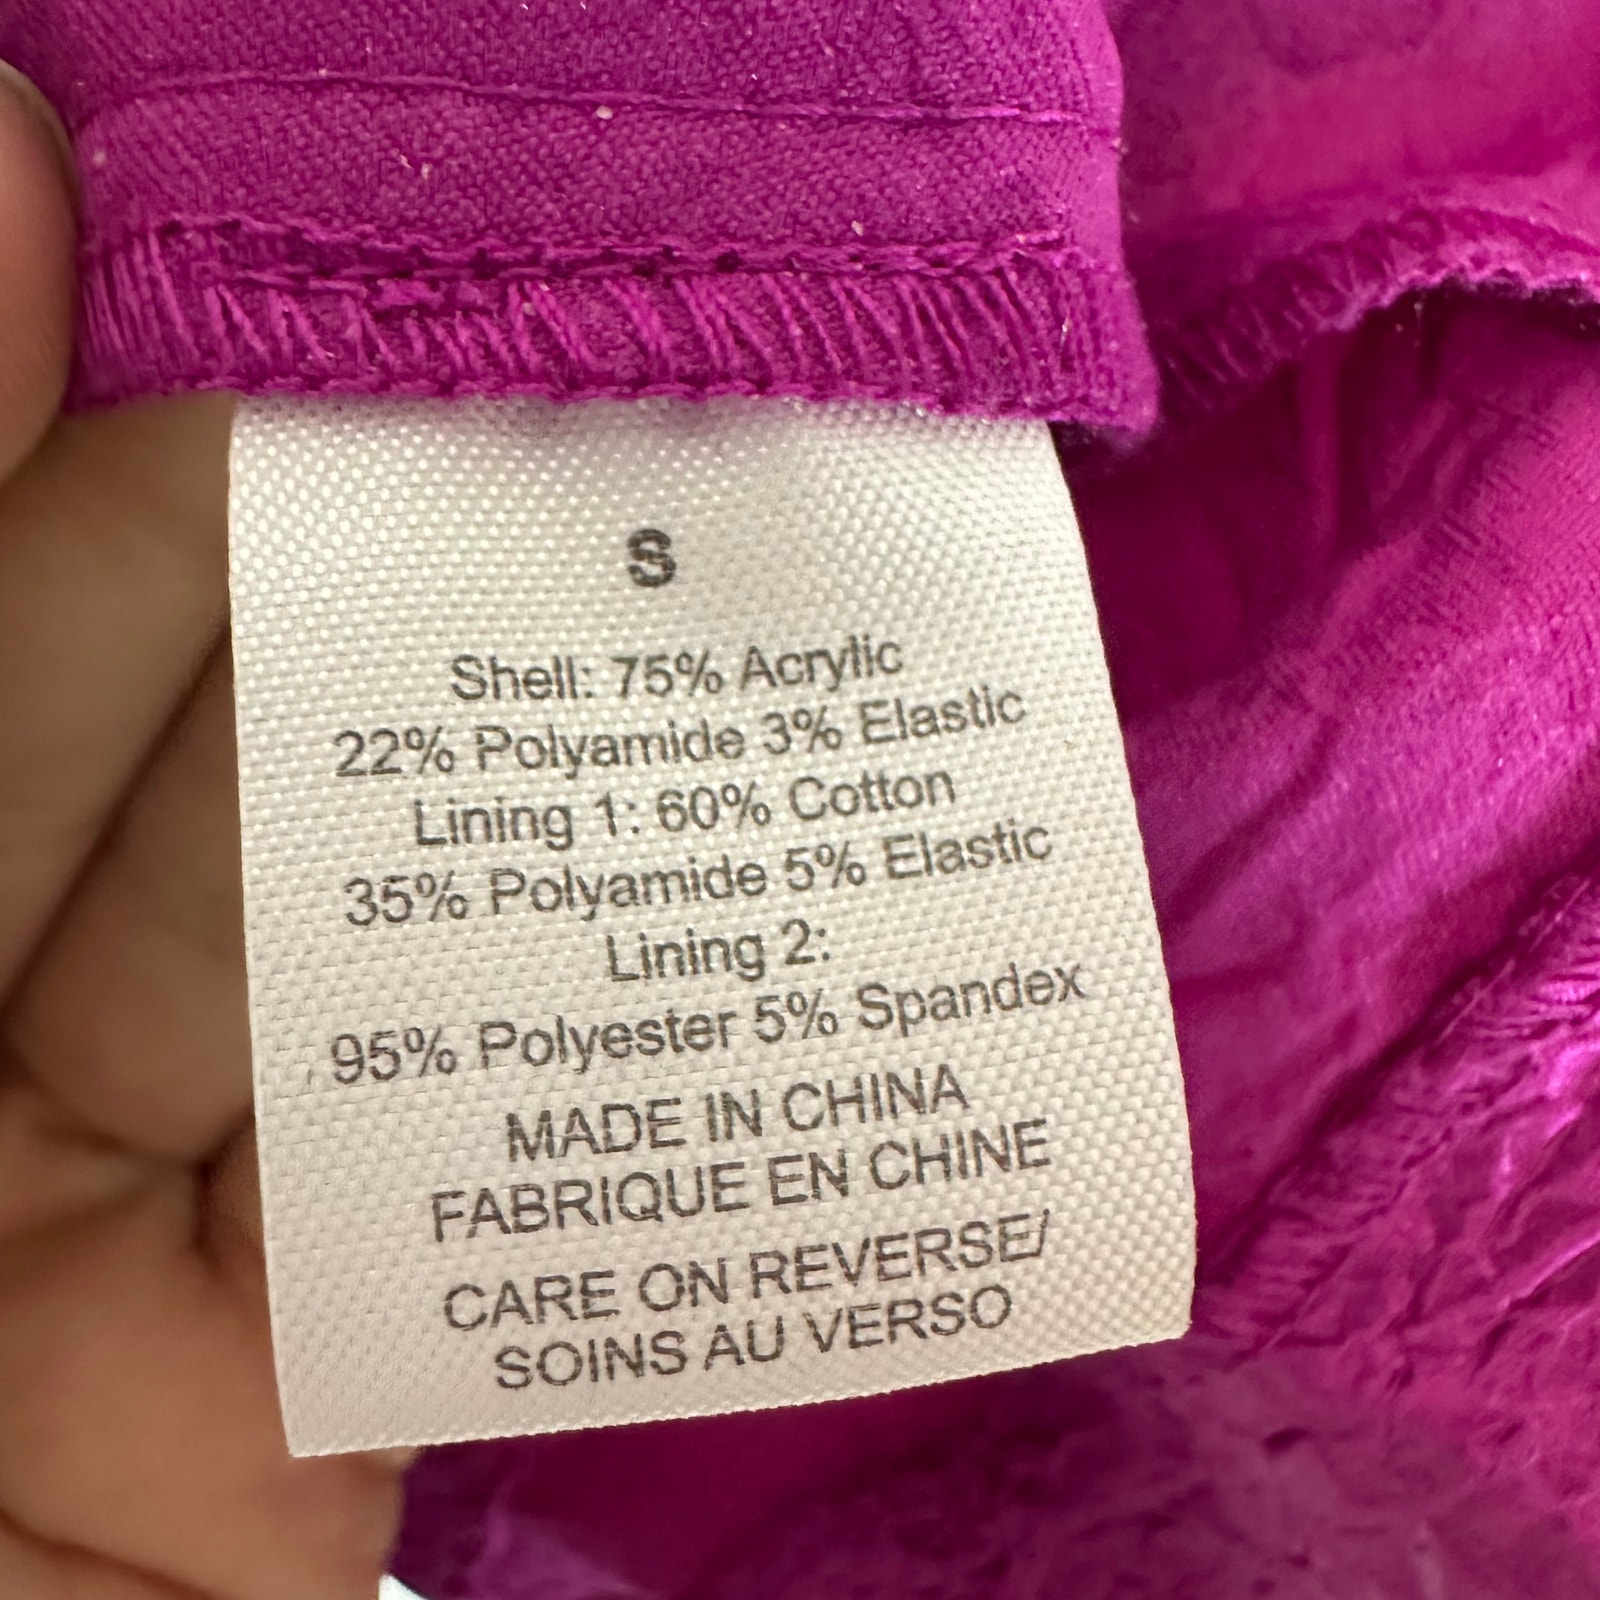 S
Shell: 75% Acrylic
22% Polyamide 3% Elastic
Lining 1: 60% Cotton
35% Polyamide 5% Elastic
Lining 2:
95% Polyester 5% Spandex
MADE IN CHINA
FABRIQUE EN CHINE
CARE ON REVERSE/
SOINS AU VERSO